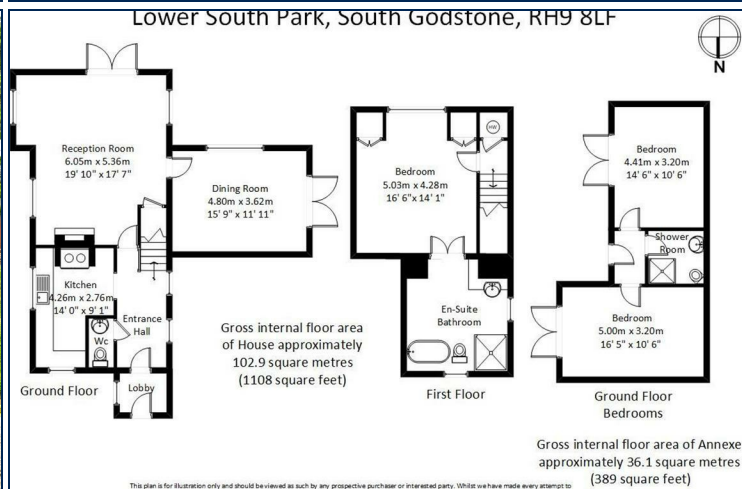 Lower South Park, South Godstone, RH9 8LF
N
Reception Room
6.05m x 5.36m
19' 10" x 17' 7"
Dining Room
4.80m x 3.62m
15' 9" x 11' 11"
Kitchen
4.26m x 2.76m
14' 0" x 9' 1"
Entrance
Hall
Wc
Lobby
Ground Floor
Gross internal floor area
of House approximately
102.9 square metres
(1108 square feet)
HW
Bedroom
5.03m x 4.28m
16' 6"x 14' 1"
En-Suite
Bathroom
First Floor
Bedroom
4.41m x 3.20m
14' 6" x 10' 6"
Shower
Room
Bedroom
5.00m x 3.20m
16' 5" x 10' 6"
Ground Floor
Bedrooms
Gross internal floor area of Annexe
approximately 36.1 square metres
(389 square feet)
This plan is for illustration only and should be viewed as such by any prospective purchaser or interested party. Whilst we have made every attempt to